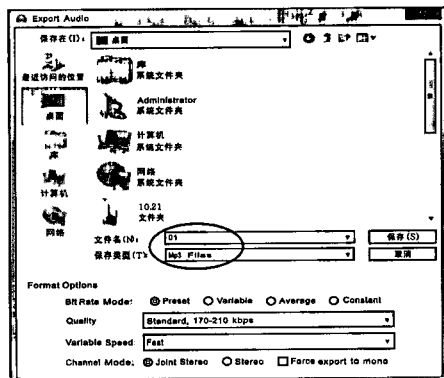 Export Audio
保存在(I):
桌面
最近访问的位置
桌面
库
计算机
网络
库
系统文件夹
Administrator
系统文件夹
计算机
系统文件夹
网络
系统文件夹
10.21
文件夹
文件名(N):
01
保存(S)
保存类型(T):
Mp3 Files
取消
Format Options
Bit Rate Mode:
Preset
Variable
Average
Constant
Quality
Standard, 170-210 kbps
Variable Speed:
Fast
Channel Mode:
Joint Stereo
Stereo
Force export to mono